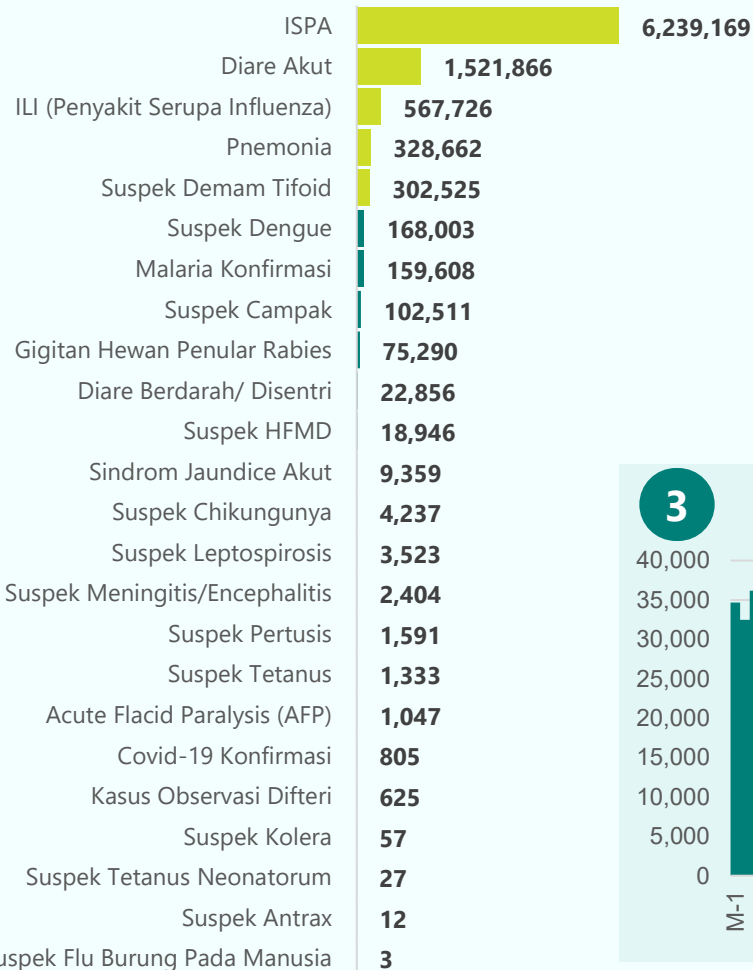 ISPA 6,239,169
Diare Akut 1,521,866
ILI (Penyakit Serupa Influenza) 567,726
Pnemonia 328,662
Suspek Demam Tifoid 302,525
Suspek Dengue 168,003
Malaria Konfirmasi 159,608
Suspek Campak 102,511
Gigitan Hewan Penular Rabies 75,290
Diare Berdarah/ Disentri 22,856
Suspek HFMD 18,946
Sindrom Jaundice Akut 9,359
Suspek Chikungunya 4,237
Suspek Leptospirosis 3,523
Suspek Meningitis/Encephalitis 2,404
Suspek Pertusis 1,591
Suspek Tetanus 1,333
Acute Flacid Paralysis (AFP) 1,047
Covid-19 Konfirmasi 805
Kasus Observasi Difteri 625
Suspek Kolera 57
Suspek Tetanus Neonatorum 27
Suspek Antrax 12
uspek Flu Burung Pada Manusia 3
3
40,000
35,000
30,000
25,000
20,000
15,000
10,000
5,000
0
M-1